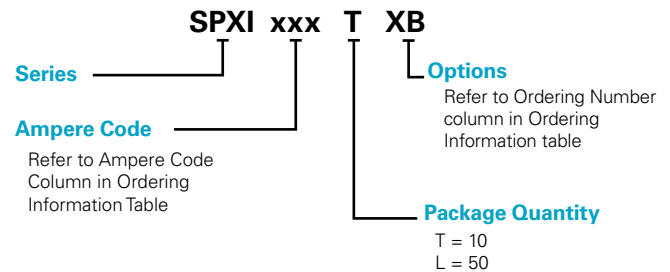 SPXI xxx T XB
Series
Ampere Code
Refer to Ampere Code
Column in Ordering
Information Table
Options
Refer to Ordering Number
column in Ordering
Information table
Package Quantity
T = 10
L = 50